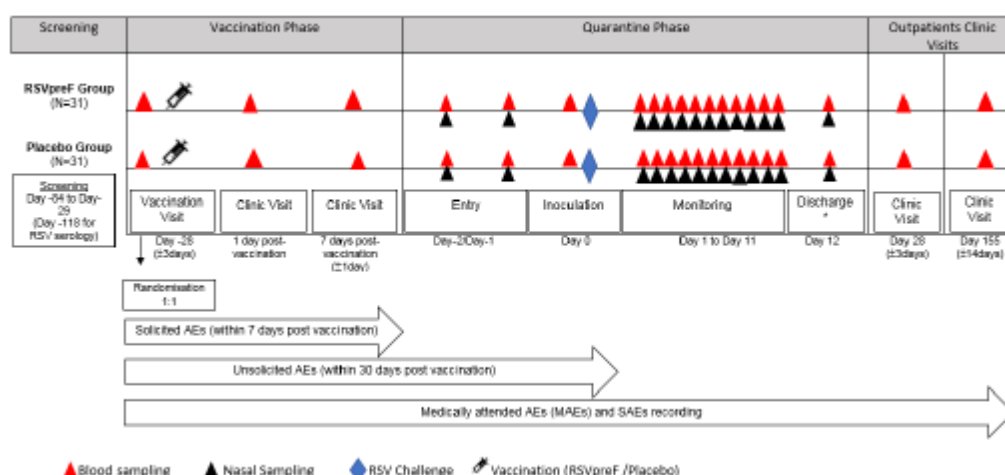 Screening
Vaccination Phase
Quarantine Phase
Outpatients Clinic
Visits
RSVpreF Group
(N=31)
Placebo Group
(N=31)
Screening
Day -84 to Day-
29
(Day -118 for
RSV serology)
Vaccination
Visit
Clinic Visit
Clinic Visit
Entry
Inoculation
Monitoring
Discharge
*
Clinic
Visit
Clinic
Visit
Day -28
(±3days)
1 day post-
vaccination
7 days post-
vaccination
(±1day)
Day-2/Day-1
Day 0
Day 1 to Day 11
Day 12
Day 28
(±3days)
Day 155
(±14days)
Randomisation
1:1
Solicited AEs (within 7 days post vaccination)
Unsolicited AEs (within 30 days post vaccination)
Medically attended AEs (MAEs) and SAEs recording
Blood sampling
Nasal Sampling
RSV Challenge
Vaccination (RSVpreF /Placebo)